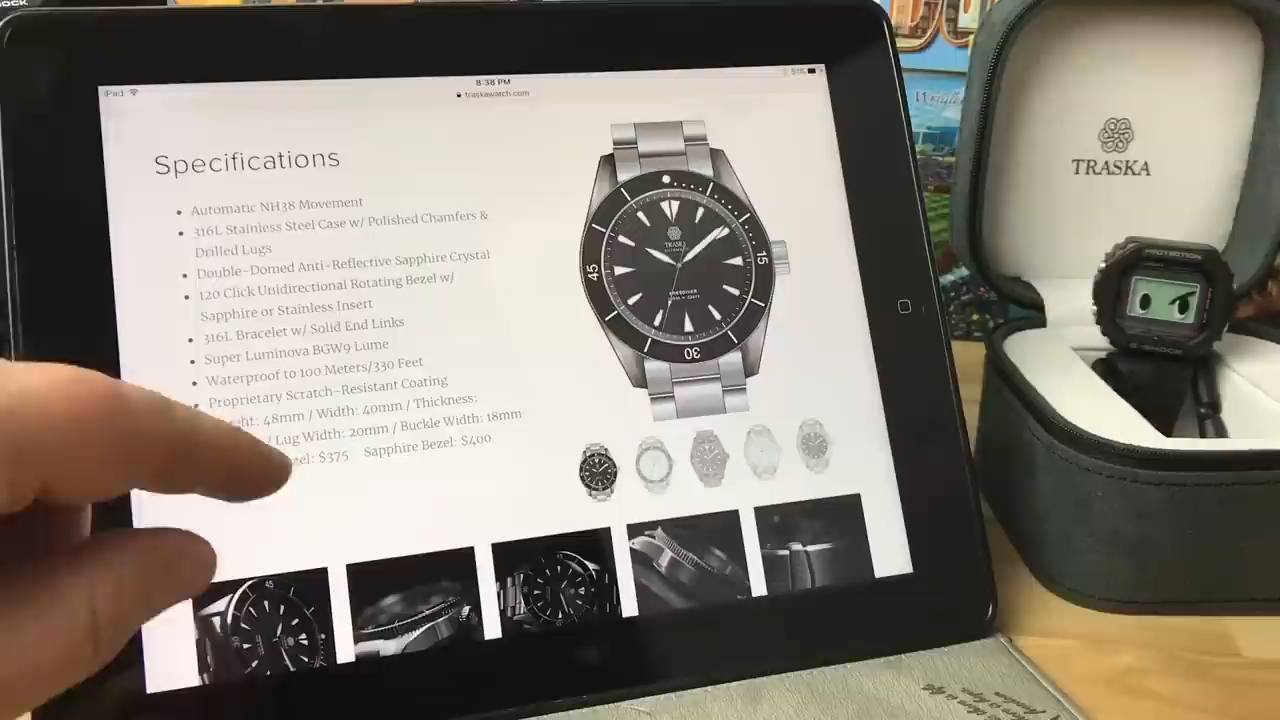 iPad
8:38 PM
traskawatch.com
Specifications
Automatic NH38 Movement
316L Stainless Steel Case w/ Polished Chamfers &
Drilled Lugs
Double-Domed Anti-Reflective Sapphire Crystal
120 Click Unidirectional Rotating Bezel w/
Sapphire or Stainless Insert
316L Bracelet w/ Solid End Links
Super Luminova BGW9 Lume
Waterproof to 100 Meters/330 Feet
Proprietary Scratch-Resistant Coating
48mm / Width: 40mm / Thickness:
/ Lug Width: 20mm / Buckle Width: 18mm
$375 Sapphire Bezel: $400
TRASKA
AUTOMATIC
15
30
45
TRASKA
PROTECTION
G-SHOCK
Wrigley
45